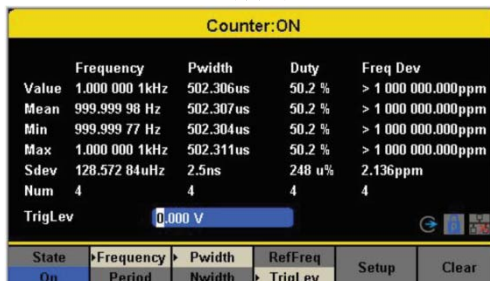 Counter:ON
Frequency Pwidth Duty Freq Dev
Value 1.000 000 1kHz 502.306us 50.2 % > 1 000 000.000ppm
Mean 999.999 98 Hz 502.307us 50.2 % > 1 000 000.000ppm
Min 999.999 77 Hz 502.304us 50.2 % > 1 000 000.000ppm
Max 1.000 000 1kHz 502.311us 50.2 % > 1 000 000.000ppm
Sdev 128.572 84uHz 2.5ns 248 u% 2.136ppm
Num 4 4 4 4
TrigLev 0.000 V
State Frequency Pwidth RefFreq Setup Clear
On Period Nwidth TrigLev